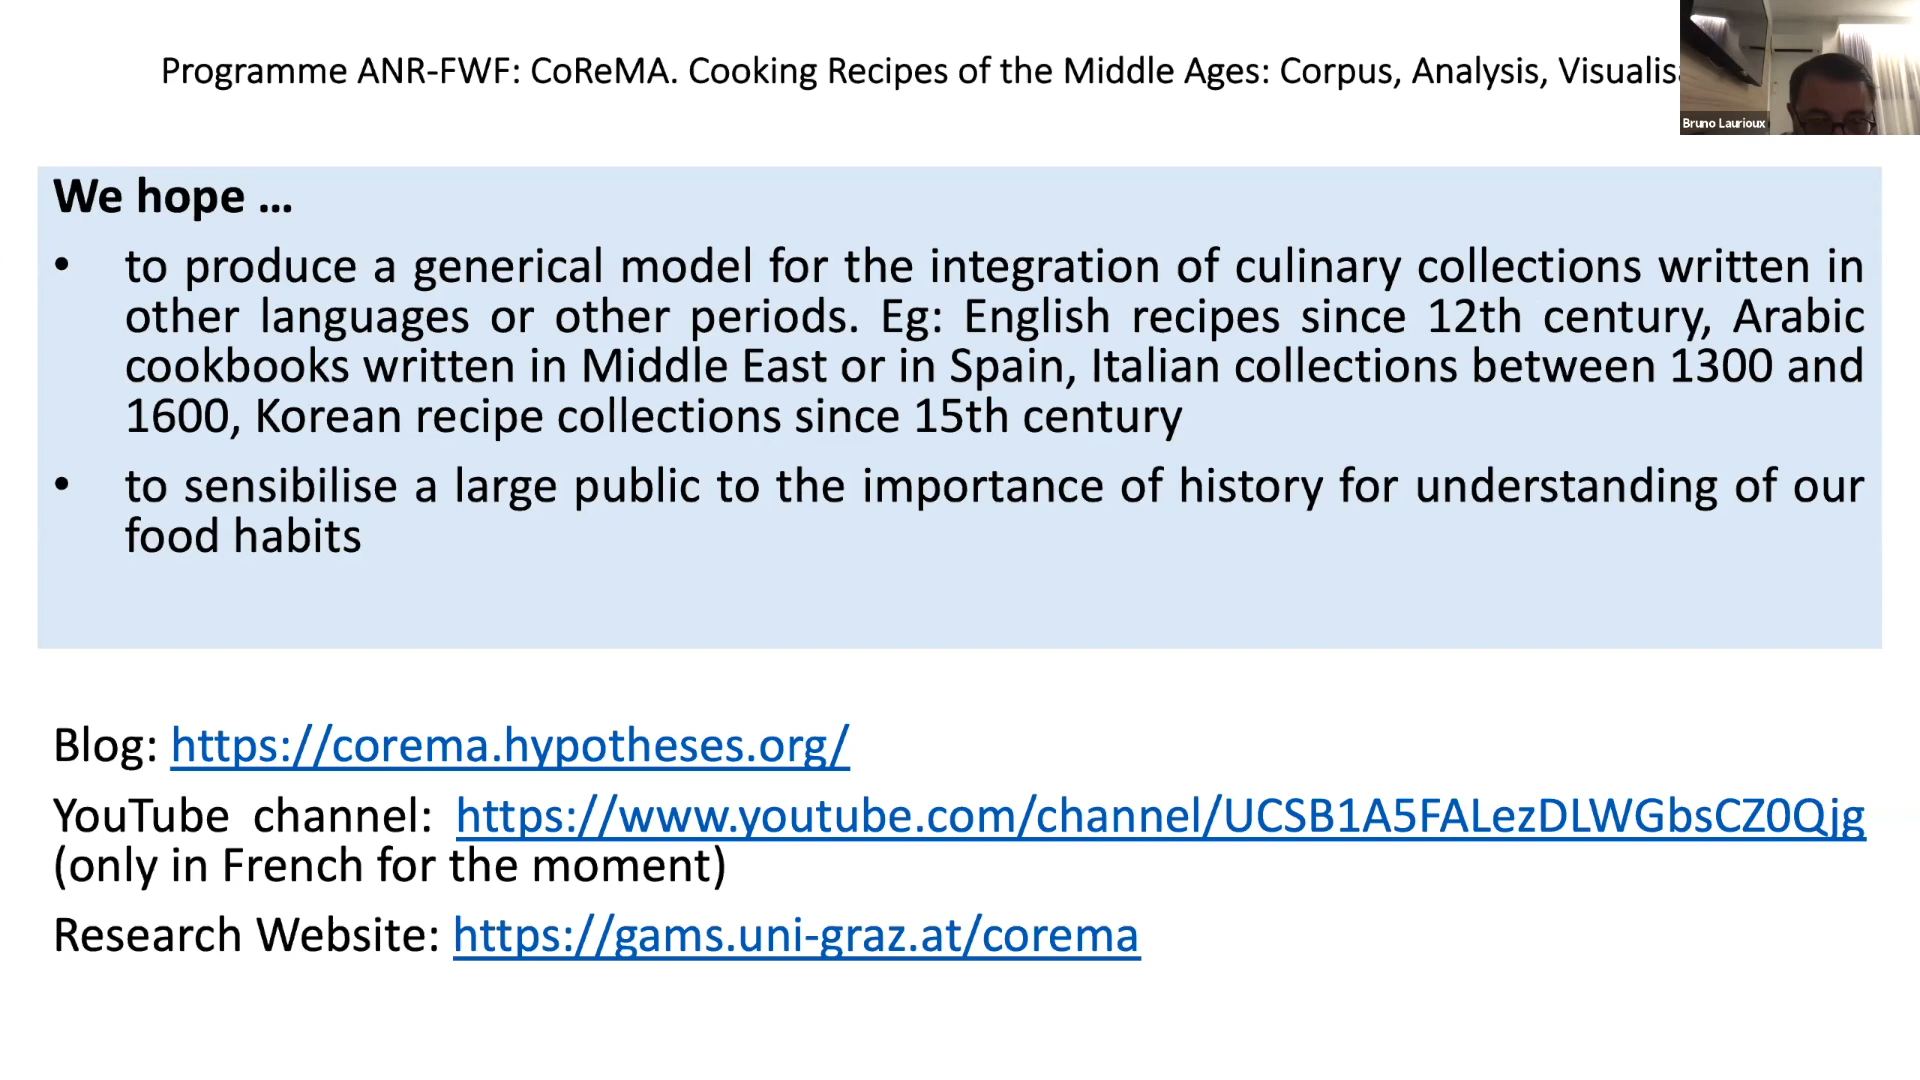 Programme ANR-FWF: CoReMA. Cooking Recipes of the Middle Ages: Corpus, Analysis,
Bruno Laurioux
We hope ...
• to produce a generical model for the integration of culinary collections written in
other languages or other periods. Eg: English recipes since 12th century, Arabic
cookbooks written in Middle East or in Spain, Italian collections between 1300 and
1600, Korean recipe collections since 15th century
• to sensibilise a large public to the importance of history for understanding of our
food habits
Blog: https://corema.hypotheses.org/
YouTube channel: https://www.youtube.com/channel/UCSB1A5FALezDLWGbsCZ0Qjg
(only in French for the moment)
Research Website: https://gams.uni-graz.at/corema